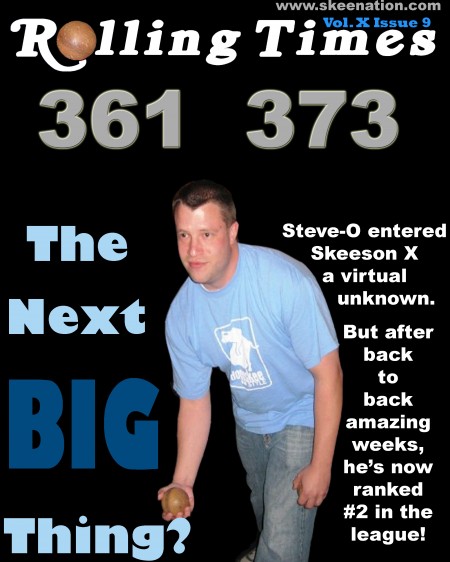 www.skeenation.com
Vol. X Issue 9
Rolling Times
361 373
The
Next
BIG
Thing?
Steve-O entered
Skeeson X
a virtual
unknown.
But after
back
to
back
amazing
weeks,
he's now
ranked
#2 in the
league!